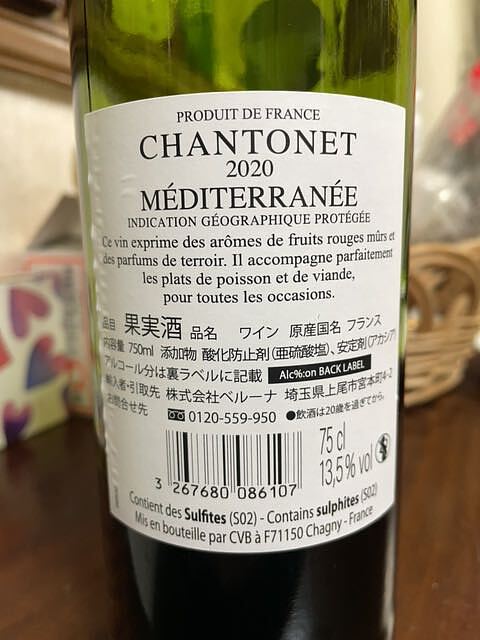 PRODUIT DE FRANCE
CHANTONET
2020
MÉDITERRANÉE
INDICATION GÉOGRAPHIQUE PROTÉGÉE
Ce vin exprime des arômes de fruits rouges mûrs et
des parfums de terroir. Il accompagne parfaitement
les plats de poisson et de viande,
pour toutes les occasions.
品目 果実酒 品名 ワイン 原産国名 フランス
内容量 750ml 添加物 酸化防止剤(亜硫酸塩)、安定剤(アカシア)
アルコール分は裏ラベルに記載 Alc%:on BACK LABEL
輸入者・引取先 株式会社ベルーナ 埼玉県上尾市宮本町4-2
お問合せ先 0120-559-950 ●飲酒は20歳を過ぎてから。
75 cl
13,5% vol
3 267680 086107
Contient des Sulfites (S02) - Contains sulphites (S02)
Mis en bouteille par CVB à F71150 Chagny - France